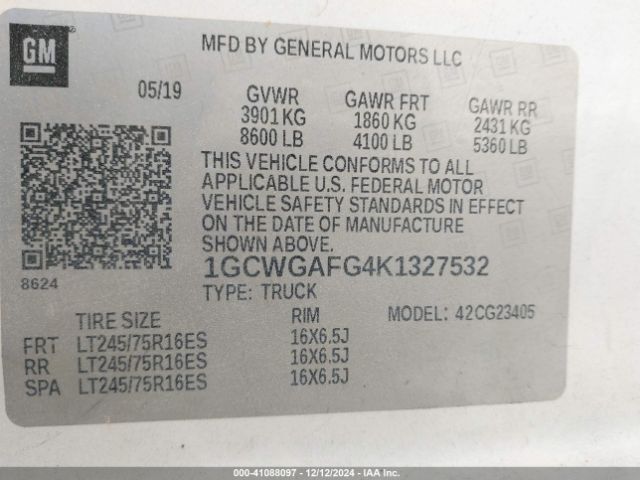 GM
MFD BY GENERAL MOTORS LLC
05/19
GVWR GAWR FRT GAWR RR
3901 KG 1860 KG 2431 KG
8600 LB 4100 LB 5360 LB
THIS VEHICLE CONFORMS TO ALL
APPLICABLE U.S. FEDERAL MOTOR
VEHICLE SAFETY STANDARDS IN EFFECT
ON THE DATE OF MANUFACTURE
SHOWN ABOVE.
8624
1GCWGAFG4K1327532
TYPE: TRUCK
MODEL: 42CG23405
TIRE SIZE RIM
FRT LT245/75R16ES 16X6.5J
RR LT245/75R16ES 16X6.5J
SPA LT245/75R16ES 16X6.5J
000-41088097 - 12/12/2024 - IAA Inc.